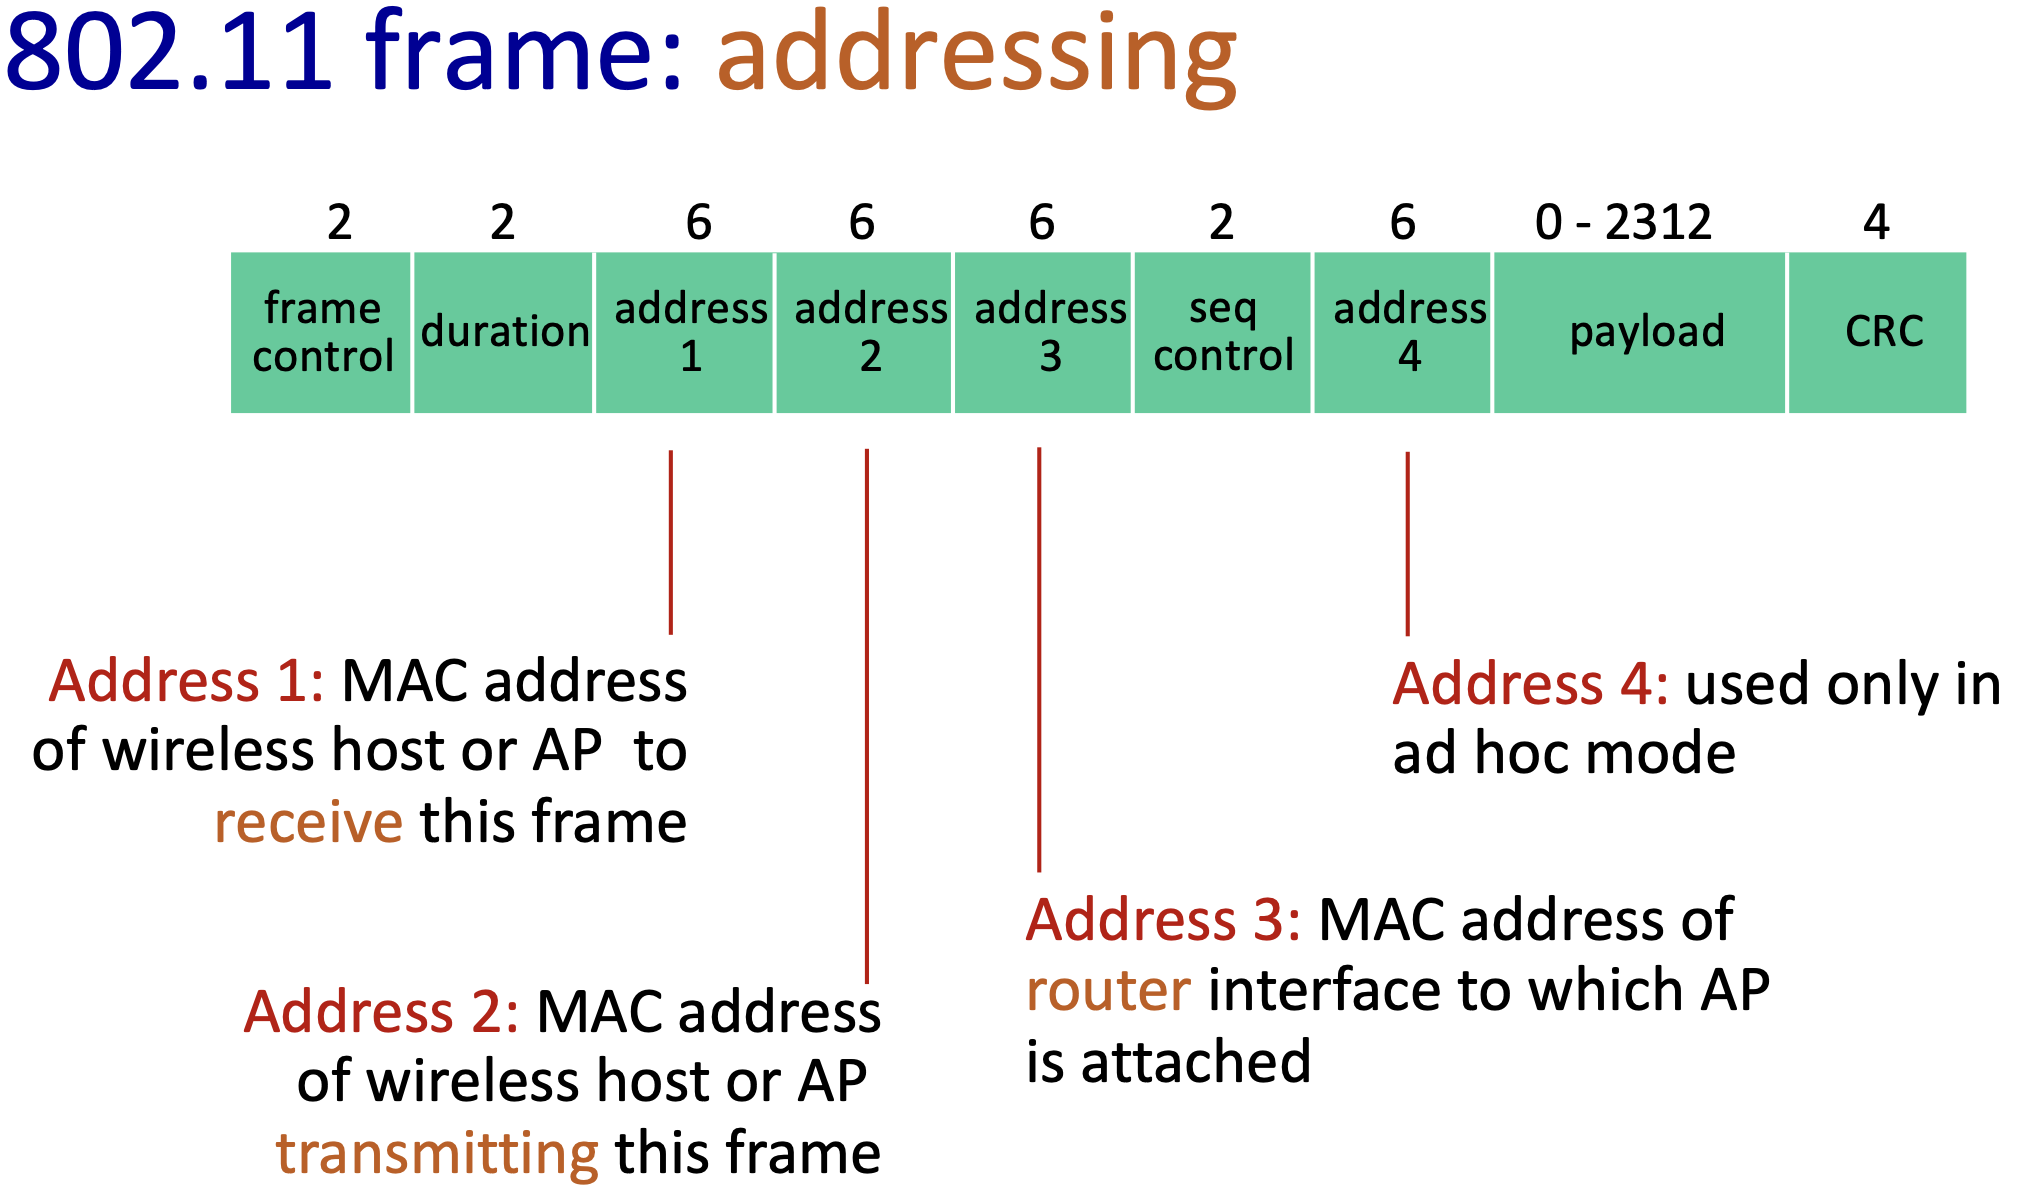 802.11 frame: addressing
2 2 6 6 6 2 6 0 - 2312 4
frame control
duration
address 1
address 2
address 3
seq control
address 4
payload
CRC
Address 1: MAC address
of wireless host or AP to
receive this frame
Address 2: MAC address
of wireless host or AP
transmitting this frame
Address 3: MAC address of
router interface to which AP
is attached
Address 4: used only in
ad hoc mode